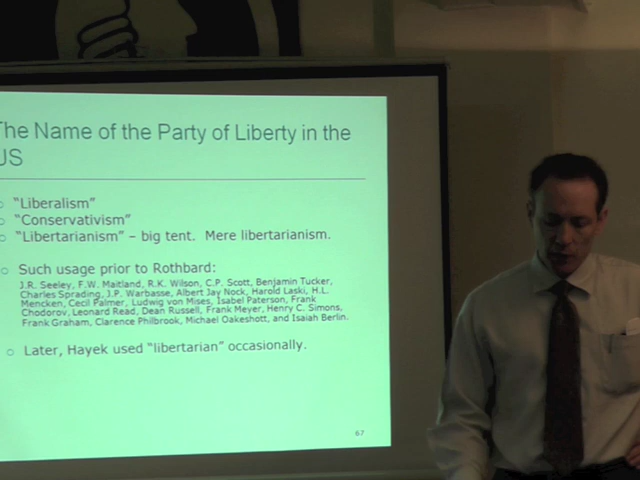 The Name of the Party of Liberty in the
US
"Liberalism"
"Conservativism"
"Libertarianism" – big tent. Mere libertarianism.
Such usage prior to Rothbard:
J.R. Seeley, F.W. Maitland, R.K. Wilson, C.P. Scott, Benjamin Tucker,
Charles Sprading, J.P. Warbasse, Albert Jay Nock, Harold Laski, H.L.
Mencken, Cecil Palmer, Ludwig von Mises, Isabel Paterson, Frank
Chodorov, Leonard Read, Dean Russell, Frank Meyer, Henry C. Simons,
Frank Graham, Clarence Philbrook, Michael Oakeshott, and Isaiah Berlin.
Later, Hayek used "libertarian" occasionally.
67